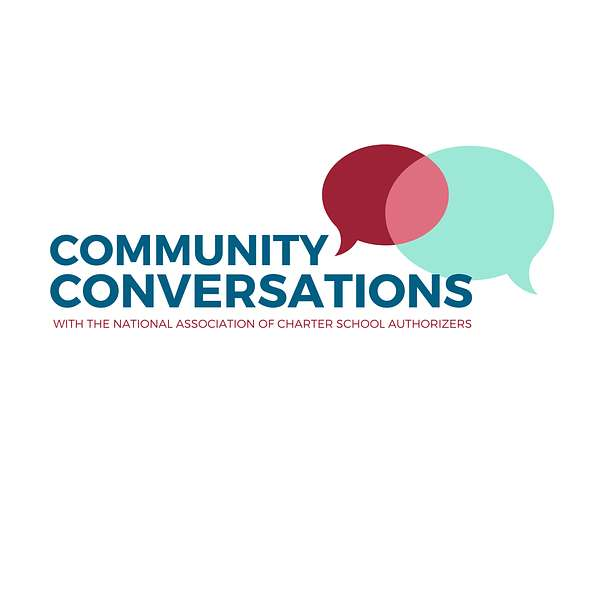 COMMUNITY
CONVERSATIONS
WITH THE NATIONAL ASSOCIATION OF CHARTER SCHOOL AUTHORIZERS